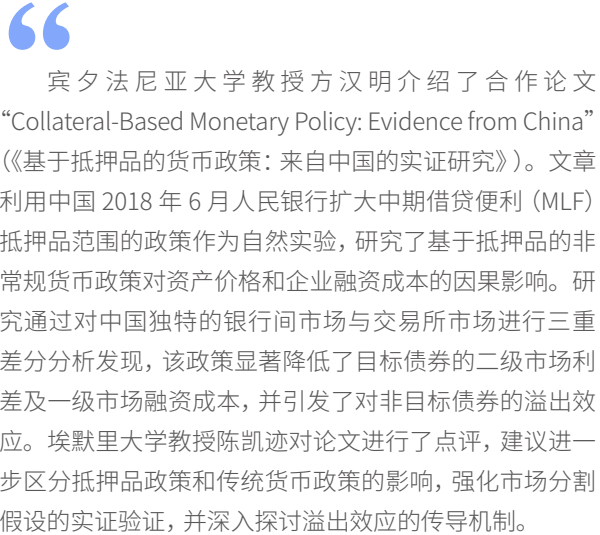 宾夕法尼亚大学教授方汉明介绍了合作论文
“Collateral-Based Monetary Policy: Evidence from China”
（《基于抵押品的货币政策：来自中国的实证研究》）。文章
利用中国 2018 年 6 月人民银行扩大中期借贷便利（MLF）
抵押品范围的政策作为自然实验，研究了基于抵押品的非
常规货币政策对资产价格和企业融资成本的因果影响。研
究通过对中国独特的银行间市场与交易所市场进行三重
差分分析发现，该政策显著降低了目标债券的二级市场利
差及一级市场融资成本，并引发了对非目标债券的溢出效
应。埃默里大学教授陈凯迹对论文进行了点评，建议进一
步区分抵押品政策和传统货币政策的影响，强化市场分割
假设的实证验证，并深入探讨溢出效应的传导机制。